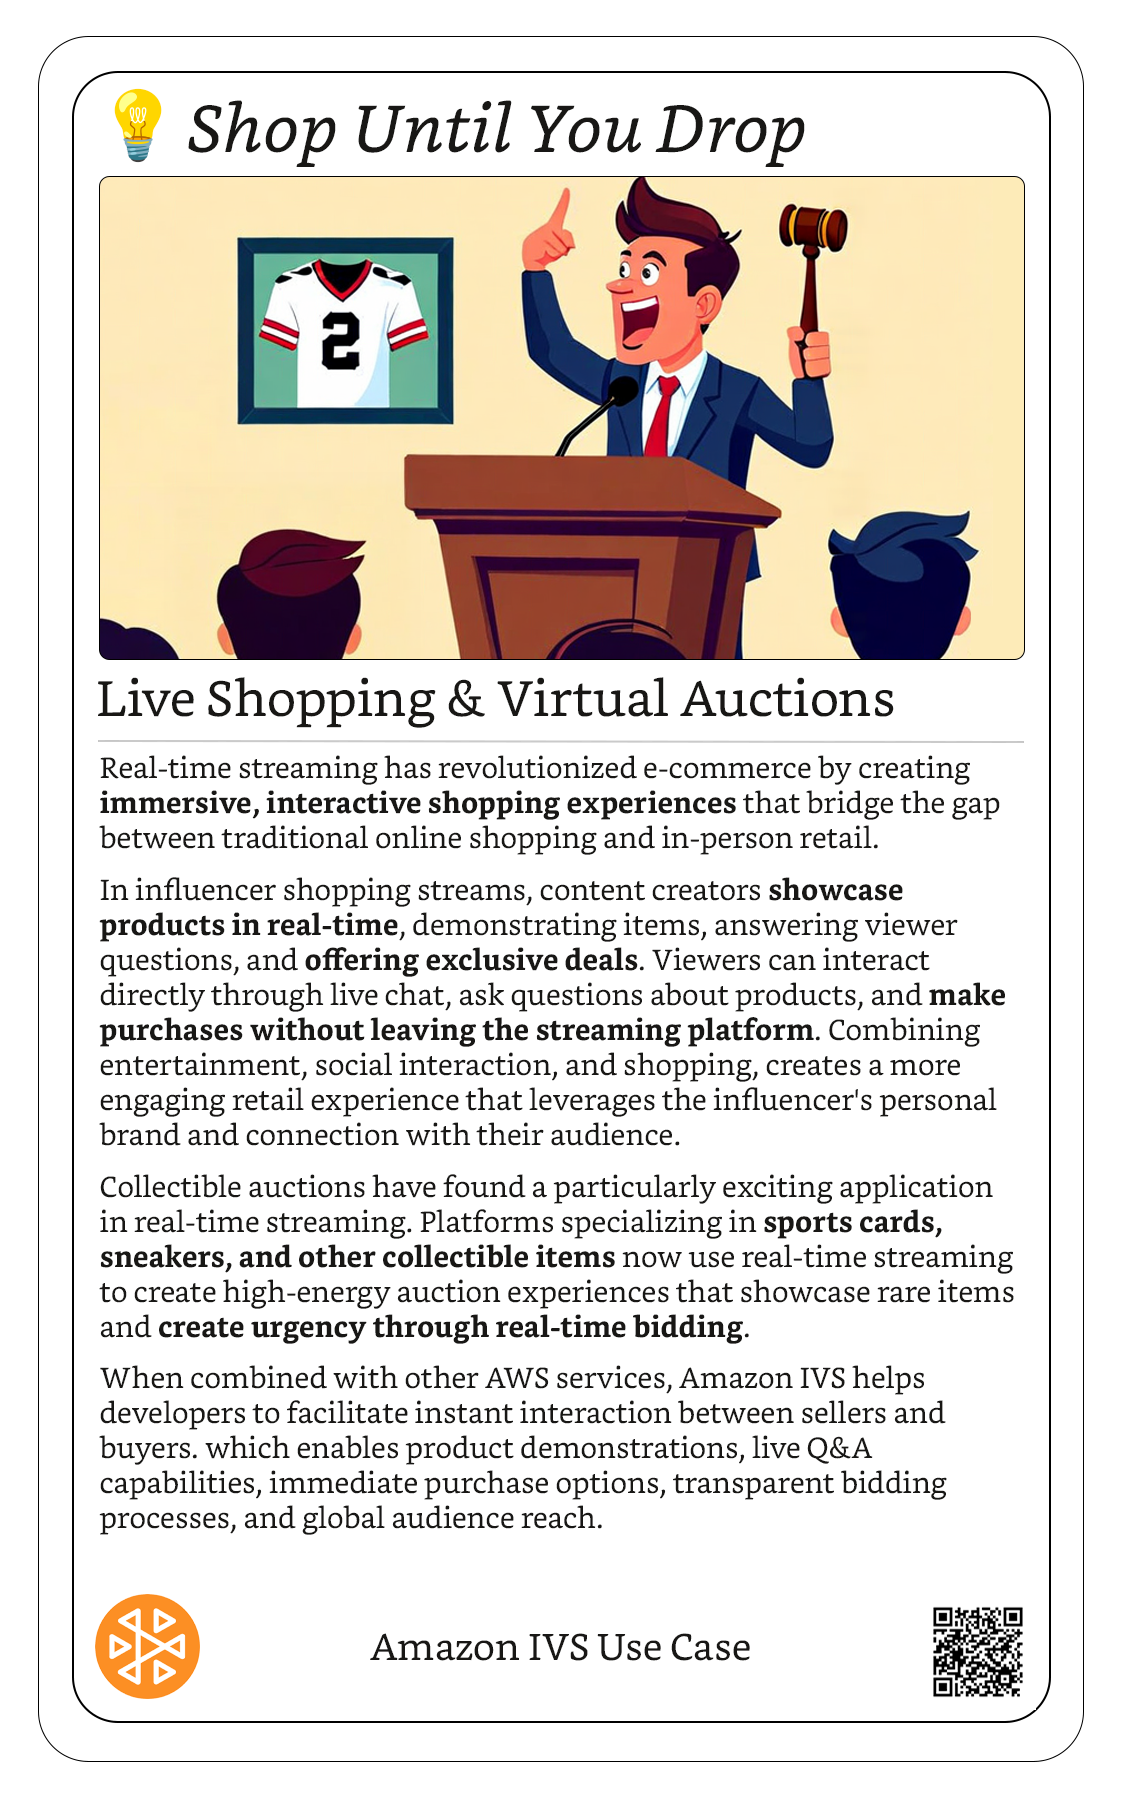 Shop Until You Drop
2
Live Shopping & Virtual Auctions
Real-time streaming has revolutionized e-commerce by creating
immersive, interactive shopping experiences that bridge the gap
between traditional online shopping and in-person retail.
In influencer shopping streams, content creators showcase
products in real-time, demonstrating items, answering viewer
questions, and offering exclusive deals. Viewers can interact
directly through live chat, ask questions about products, and make
purchases without leaving the streaming platform. Combining
entertainment, social interaction, and shopping, creates a more
engaging retail experience that leverages the influencer's personal
brand and connection with their audience.
Collectible auctions have found a particularly exciting application
in real-time streaming. Platforms specializing in sports cards,
sneakers, and other collectible items now use real-time streaming
to create high-energy auction experiences that showcase rare items
and create urgency through real-time bidding.
When combined with other AWS services, Amazon IVS helps
developers to facilitate instant interaction between sellers and
buyers. which enables product demonstrations, live Q&A
capabilities, immediate purchase options, transparent bidding
processes, and global audience reach.
Amazon IVS Use Case